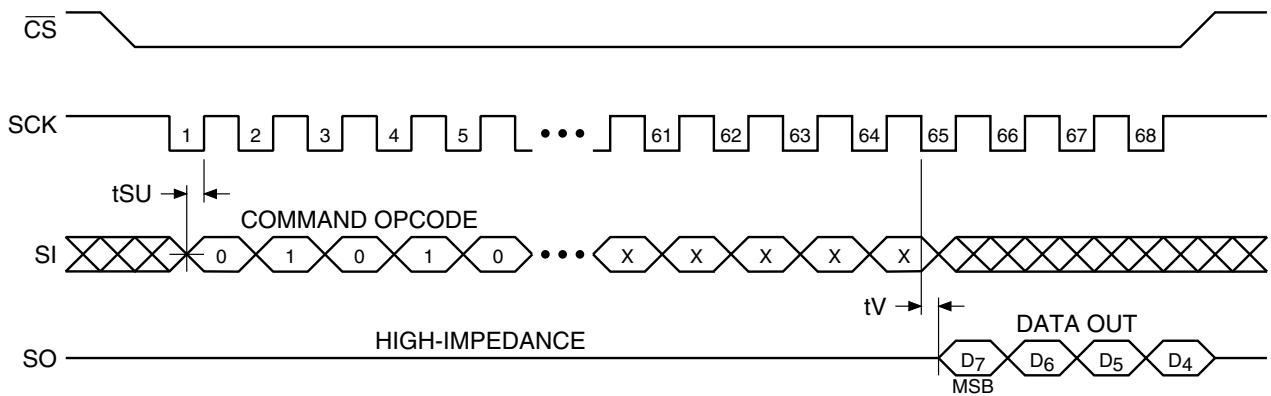 CS
SCK 1 2 3 4 5 ••• 61 62 63 64 65 66 67 68
tSU
COMMAND OPCODE
SI 0 1 0 1 0 ••• X X X X X
tV
HIGH-IMPEDANCE
DATA OUT
SO D7 D6 D5 D4
MSB